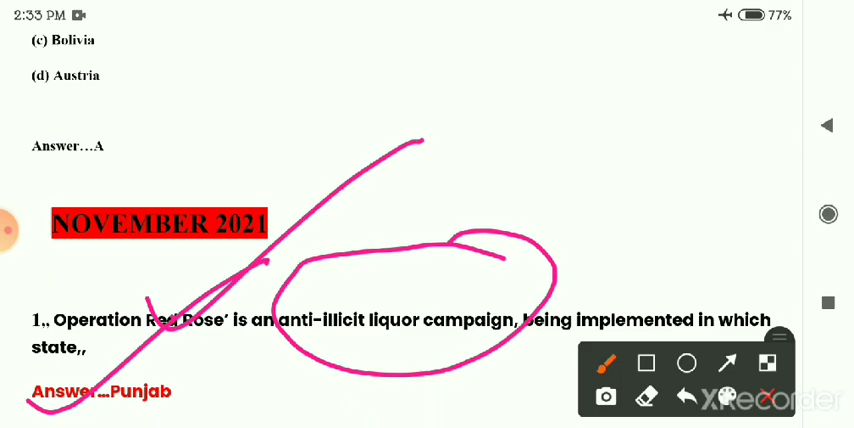 2:33 PM
77%
(c) Bolivia
(d) Austria
Answer…A
NOVEMBER 2021
1,, Operation Red Rose’ is an anti-illicit liquor campaign, being implemented in which
state,,
Answer…Punjab
XRecorder